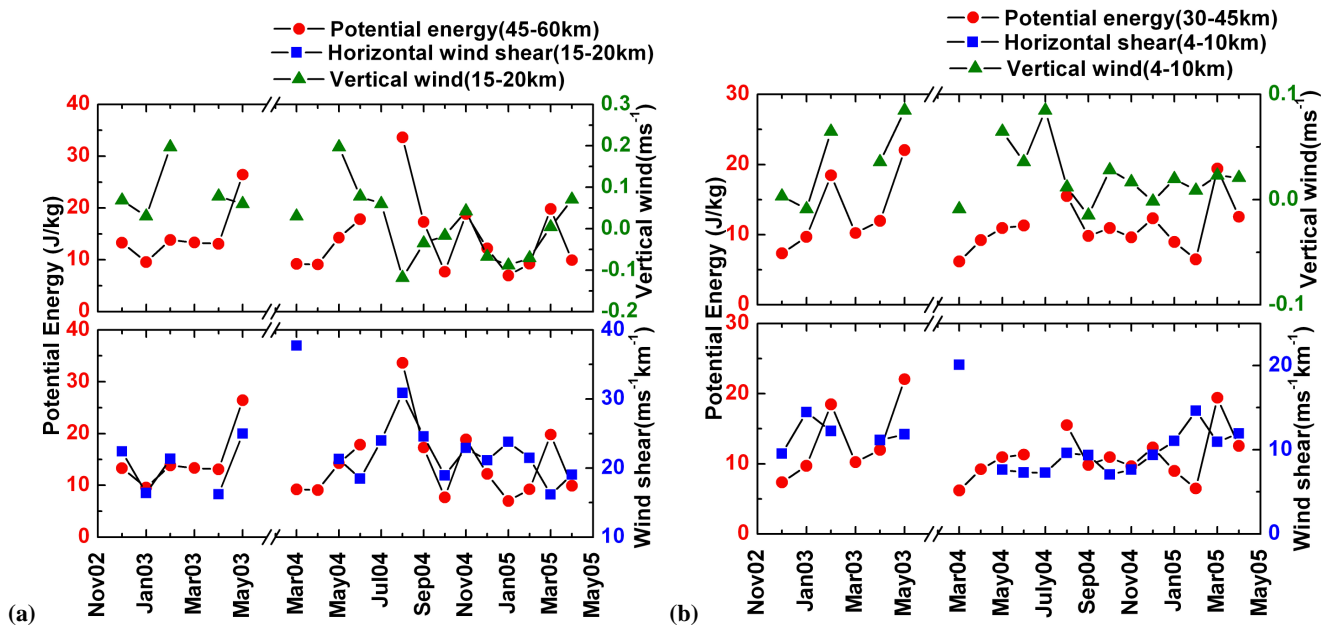 Potential energy(45-60km)
Horizontal wind shear(15-20km)
Vertical wind(15-20km)
40
30
20
10
0
0.3
0.2
0.1
0.0
-0.1
-0.2
Vertical wind(ms⁻¹)
Potential Energy (J/kg)
40
30
20
10
0
40
30
20
10
Wind shear(ms⁻¹km⁻¹)
Nov02
Jan03
Mar03
May03
Mar04
May04
Jul04
Sep04
Nov04
Jan05
Mar05
May05
(a)
Potential energy(30-45km)
Horizontal shear(4-10km)
Vertical wind(4-10km)
30
20
10
0
0.1
0.0
-0.1
Vertical wind(ms⁻¹)
Potential Energy (J/kg)
30
20
10
0
20
10
0
Wind shear(ms⁻¹km⁻¹)
Nov02
Jan03
Mar03
May03
Mar04
May04
July04
Sep04
Nov04
Jan05
Mar05
May05
(b)